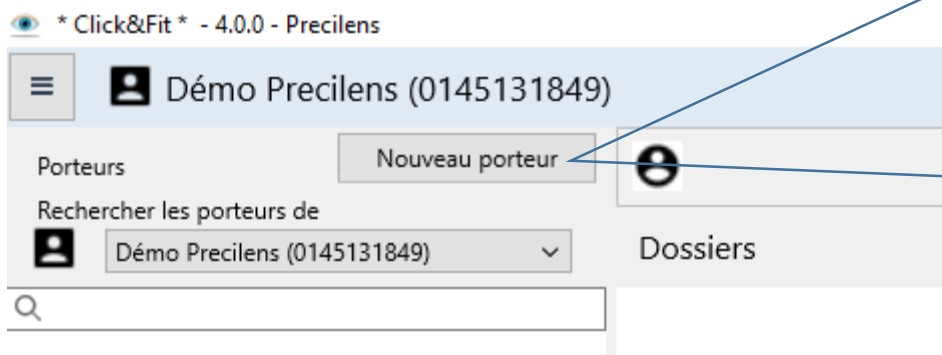 * Click&Fit * - 4.0.0 - Precilens
Démo Precilens (0145131849)
Porteurs
Nouveau porteur
Rechercher les porteurs de
Démo Precilens (0145131849)
Dossiers